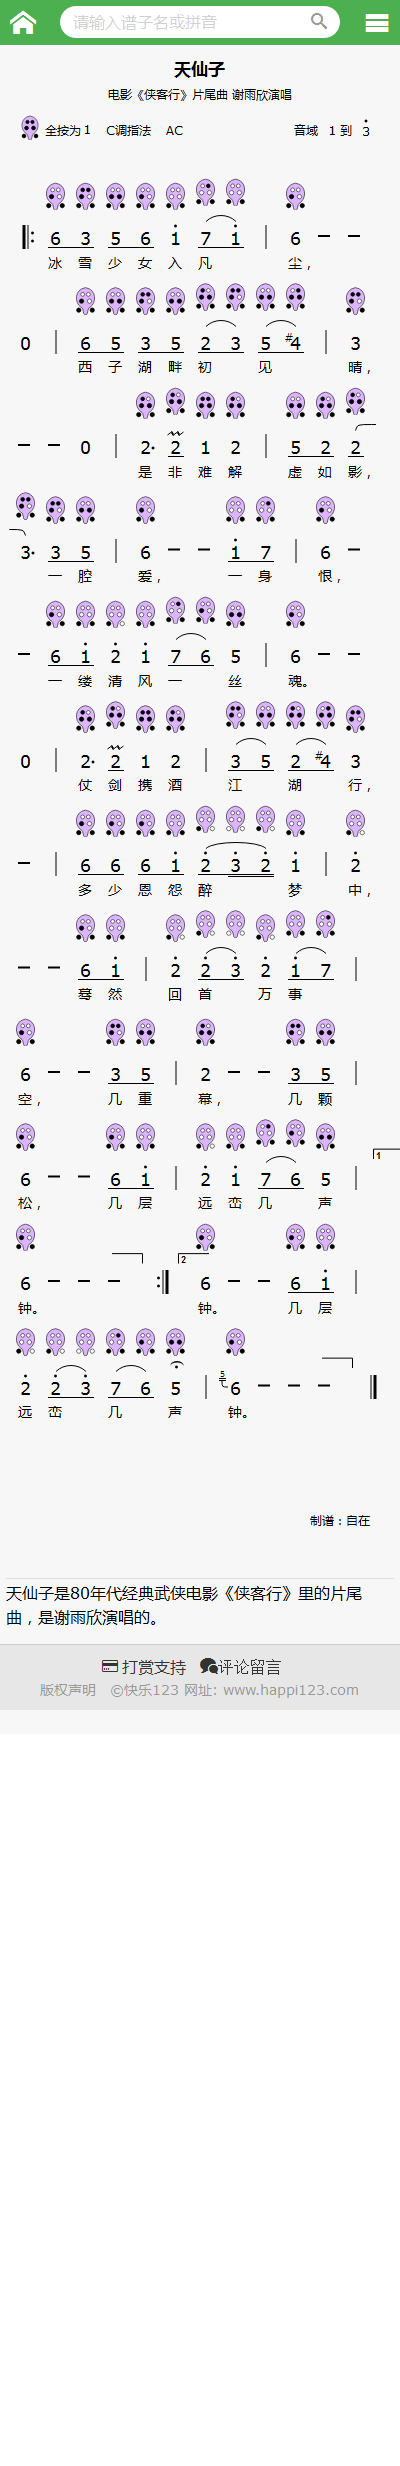 请输入谱子名或拼音
天仙子
电影《侠客行》片尾曲 谢雨欣演唱
全按为 1 C调指法 AC 音域 1 到 3
6 3 5 6 1 7 1 | 6 － －
冰 雪 少 女 入 凡 尘，
0 | 6 5 3 5 2 3 5 #4 | 3
西 子 湖 畔 初 见 晴，
－ － 0 | 2· 2 1 2 | 5 2 2
是 非 难 解 虚 如 影，
3· 3 5 | 6 － － 1 7 | 6 －
一 腔 爱， 一 身 恨，
－ 6 1 2 1 7 6 5 | 6 － －
一 缕 清 风 一 丝 魂。
0 | 2· 2 1 2 | 3 5 2 #4 3
仗 剑 携 酒 江 湖 行，
－ | 6 6 6 1 2 3 2 1 | 2
多 少 恩 怨 醉 梦 中，
－ － 6 1 | 2 2 3 2 1 7 |
蓦 然 回 首 万 事
6 － － 3 5 | 2 － － 3 5 |
空， 几 重 幕， 几 颗
6 － － 6 1 | 2 1 7 6 5 | 1
松， 几 层 远 峦 几 声
6 － － － :| 2 6 － － 6 1 |
钟。 钟。 几 层
2 2 3 7 6 5 | 5 6 － － －
远 峦 几 声 钟。
制谱：自在
天仙子是80年代经典武侠电影《侠客行》里的片尾
曲，是谢雨欣演唱的。
打赏支持 评论留言
版权声明 ©快乐123 网址: www.happi123.com